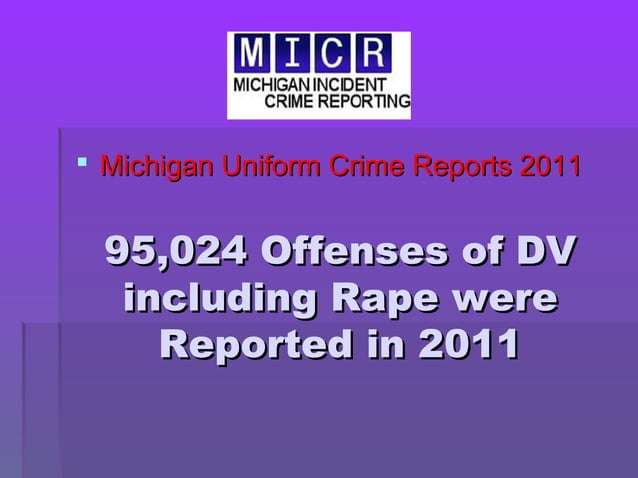 MICR
MICHIGAN INCIDENT
CRIME REPORTING
Michigan Uniform Crime Reports 2011
95,024 Offenses of DV
including Rape were
Reported in 2011